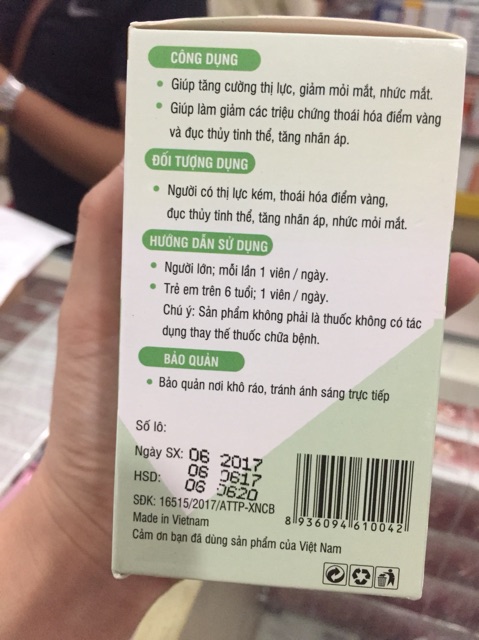 CÔNG DỤNG
• Giúp tăng cường thị lực, giảm mỏi mắt, nhức mắt.
• Giúp làm giảm các triệu chứng thoái hóa điểm vàng
và đục thủy tinh thể, tăng nhãn áp.
ĐỐI TƯỢNG DỤNG
• Người có thị lực kém, thoái hóa điểm vàng,
đục thủy tinh thể, tăng nhãn áp, nhức mỏi mắt.
HƯỚNG DẪN SỬ DỤNG
• Người lớn; mỗi lần 1 viên / ngày.
• Trẻ em trên 6 tuổi; 1 viên / ngày.
Chú ý: Sản phẩm không phải là thuốc không có tác
dụng thay thế thuốc chữa bệnh.
BẢO QUẢN
• Bảo quản nơi khô ráo, tránh ánh sáng trực tiếp
Số lô:
Ngày SX: 06 2017
06 0617
HSD: 06 0620
SĐK: 16515/2017/ATTP-XNCB
Made in Vietnam
Cảm ơn bạn đã dùng sản phẩm của Việt Nam
8 936094 610042